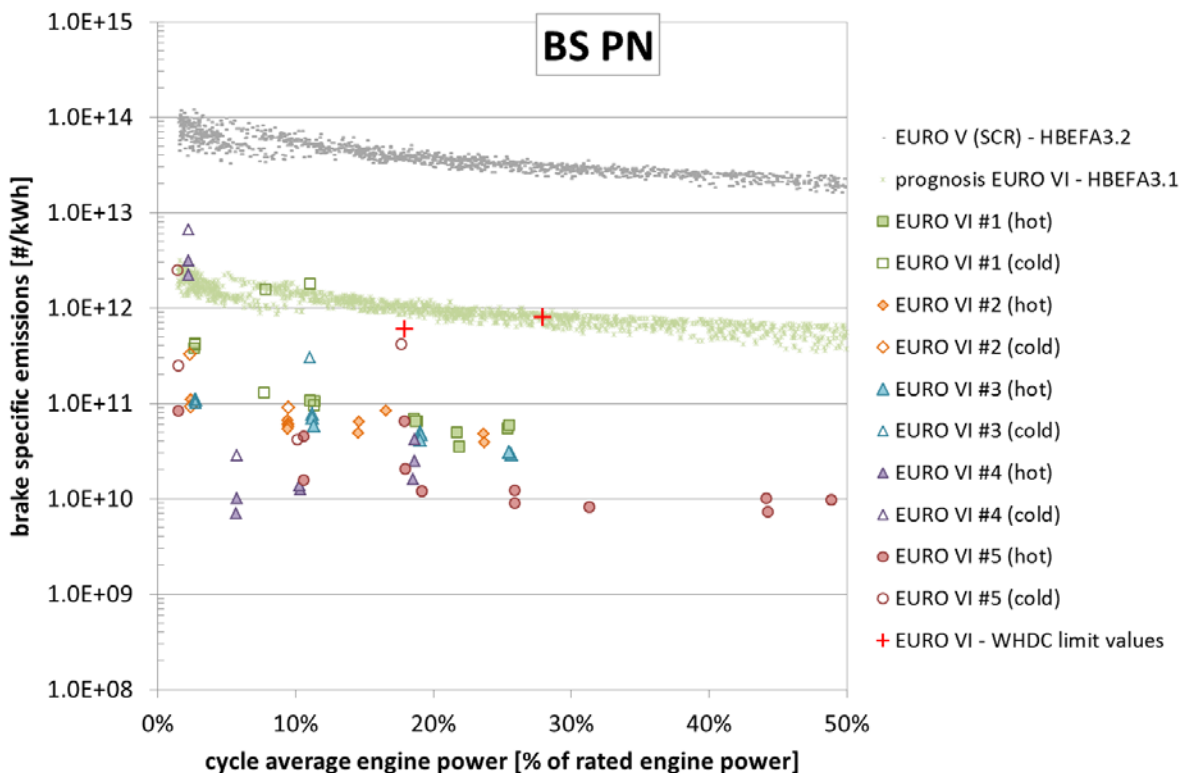 BS PN
1.0E+15
1.0E+14
1.0E+13
1.0E+12
1.0E+11
1.0E+10
1.0E+09
1.0E+08
brake specific emissions [#/kWh]
0%
10%
20%
30%
40%
50%
cycle average engine power [% of rated engine power]
EURO V (SCR) - HBEFA3.2
prognosis EURO VI - HBEFA3.1
EURO VI #1 (hot)
EURO VI #1 (cold)
EURO VI #2 (hot)
EURO VI #2 (cold)
EURO VI #3 (hot)
EURO VI #3 (cold)
EURO VI #4 (hot)
EURO VI #4 (cold)
EURO VI #5 (hot)
EURO VI #5 (cold)
EURO VI - WHDC limit values